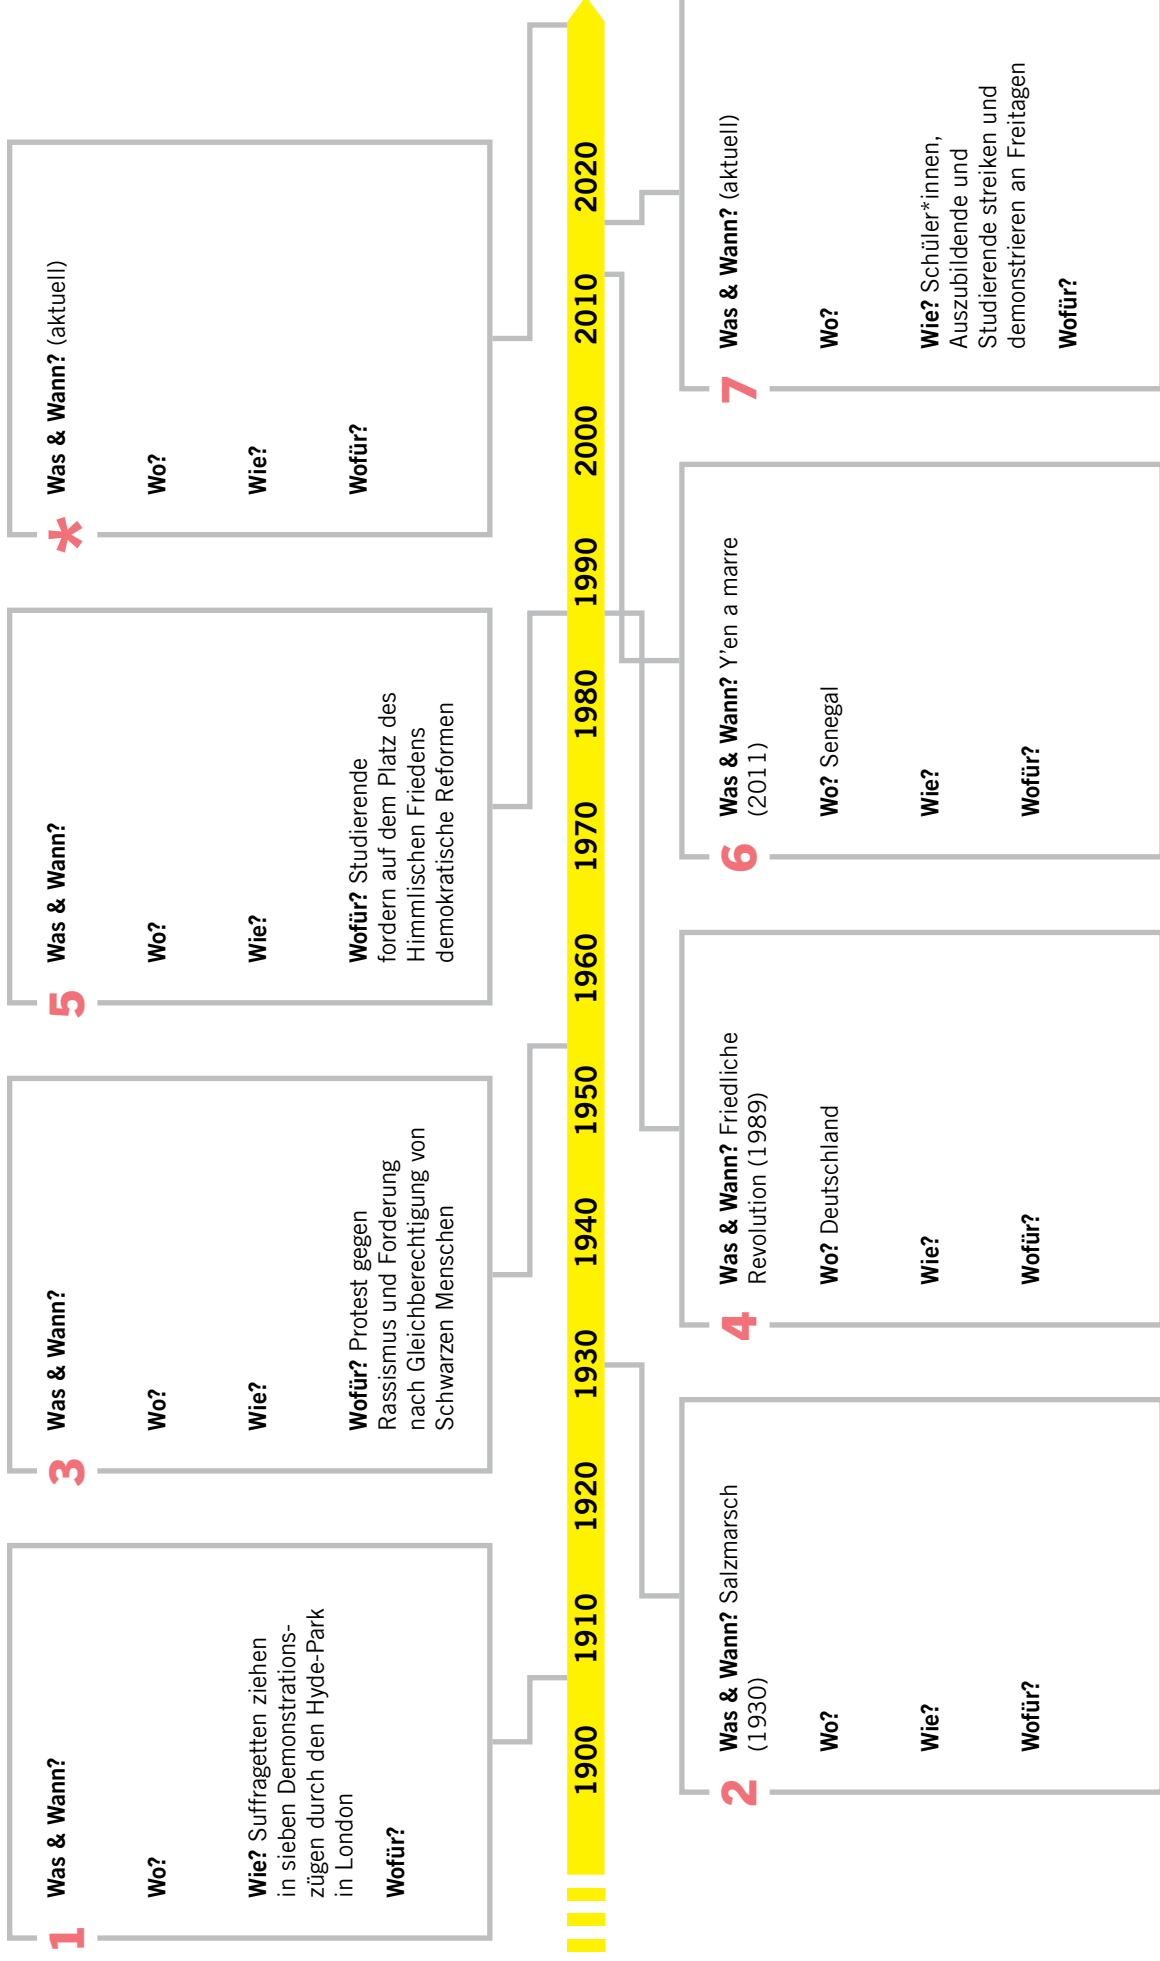 1
Was & Wann?
Wo?
Wie? Suffragetten ziehen
in sieben Demonstrations-
zügen durch den Hyde-Park
in London
Wofür?
3
Was & Wann?
Wo?
Wie?
Wofür? Protest gegen
Rassismus und Forderung
nach Gleichberechtigung von
Schwarzen Menschen
5
Was & Wann?
Wo?
Wie?
Wofür? Studierende
fordern auf dem Platz des
Himmlischen Friedens
demokratische Reformen
*
Was & Wann? (aktuell)
Wo?
Wie?
Wofür?
1900 1910 1920 1930 1940 1950 1960 1970 1980 1990 2000 2010 2020
2
Was & Wann? Salzmarsch
(1930)
Wo?
Wie?
Wofür?
4
Was & Wann? Friedliche
Revolution (1989)
Wo? Deutschland
Wie?
Wofür?
6
Was & Wann? Y'en a marre
(2011)
Wo? Senegal
Wie?
Wofür?
7
Was & Wann? (aktuell)
Wo?
Wie? Schüler*innen,
Auszubildende und
Studierende streiken und
demonstrieren an Freitagen
Wofür?